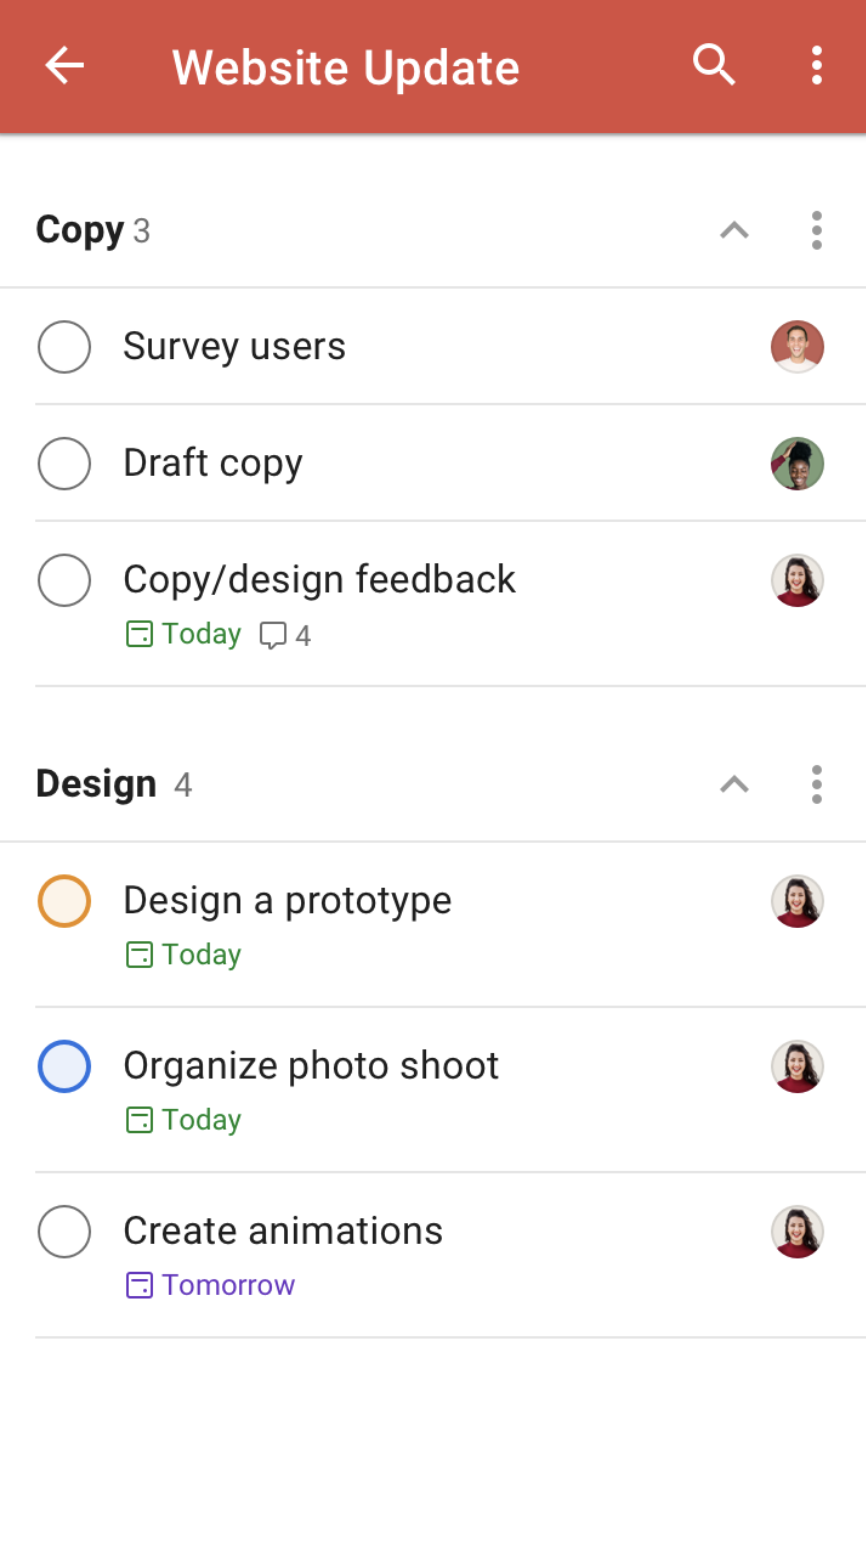 Website Update
Copy 3
Survey users
Draft copy
Copy/design feedback
Today 4
Design 4
Design a prototype
Today
Organize photo shoot
Today
Create animations
Tomorrow